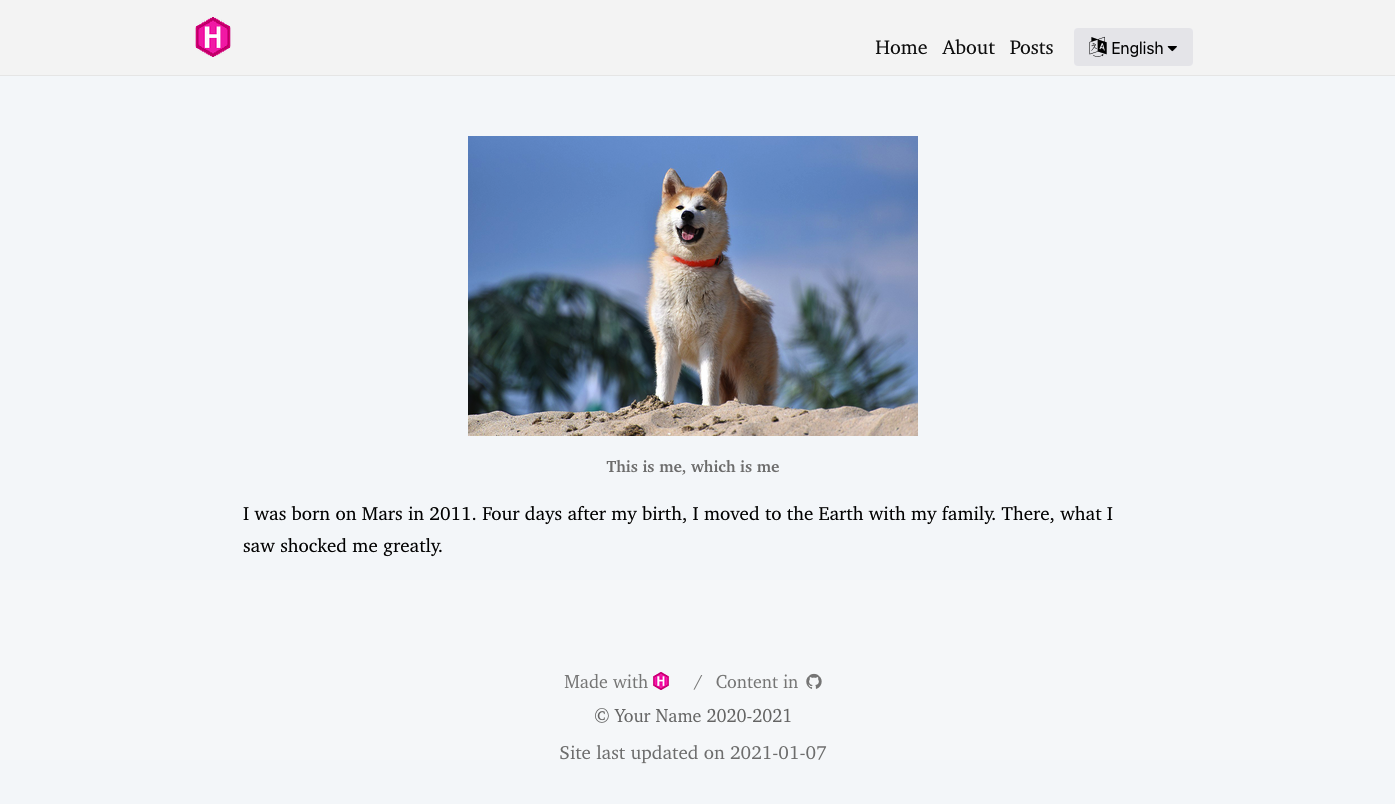 H
Home About Posts English
This is me, which is me
I was born on Mars in 2011. Four days after my birth, I moved to the Earth with my family. There, what I
saw shocked me greatly.
Made with H / Content in
© Your Name 2020-2021
Site last updated on 2021-01-07